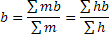 b = ∑mb / ∑m = ∑hb / ∑h